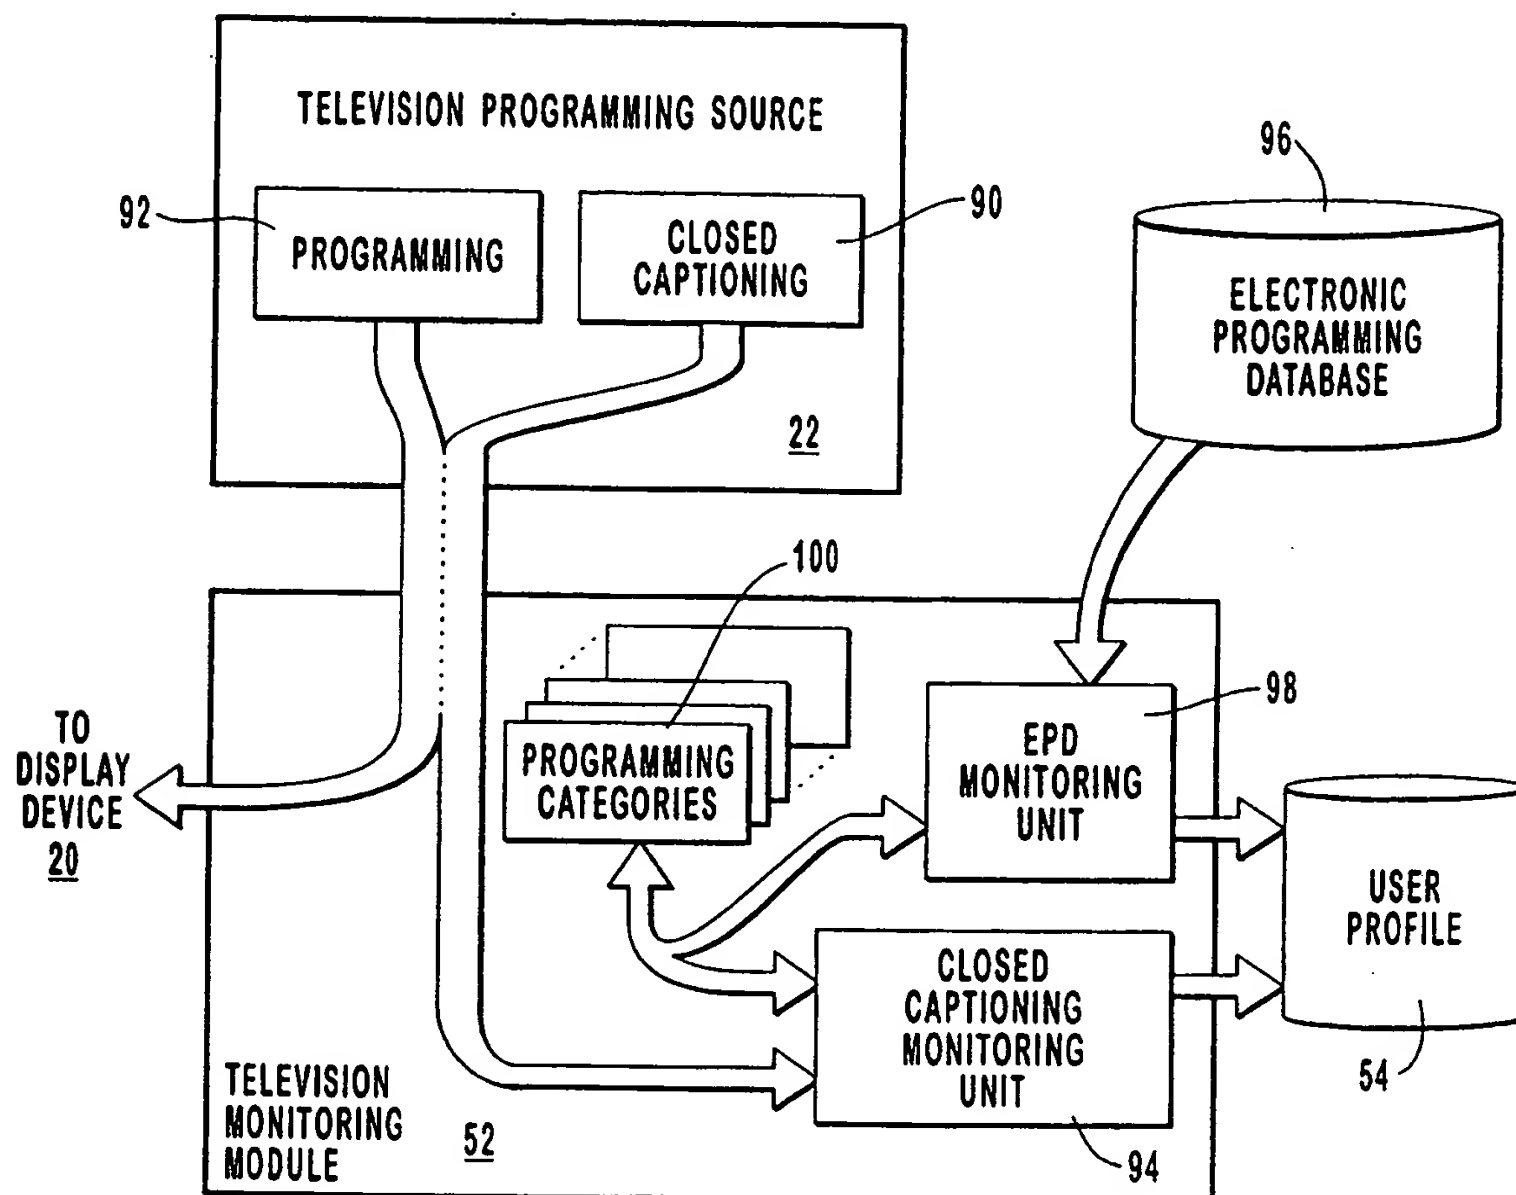 TELEVISION PROGRAMMING SOURCE
92
PROGRAMMING
CLOSED
CAPTIONING
90
22
96
ELECTRONIC
PROGRAMMING
DATABASE
100
PROGRAMMING
CATEGORIES
98
EPD
MONITORING
UNIT
TO
DISPLAY
DEVICE
20
USER
PROFILE
54
CLOSED
CAPTIONING
MONITORING
UNIT
94
TELEVISION
MONITORING
MODULE
52